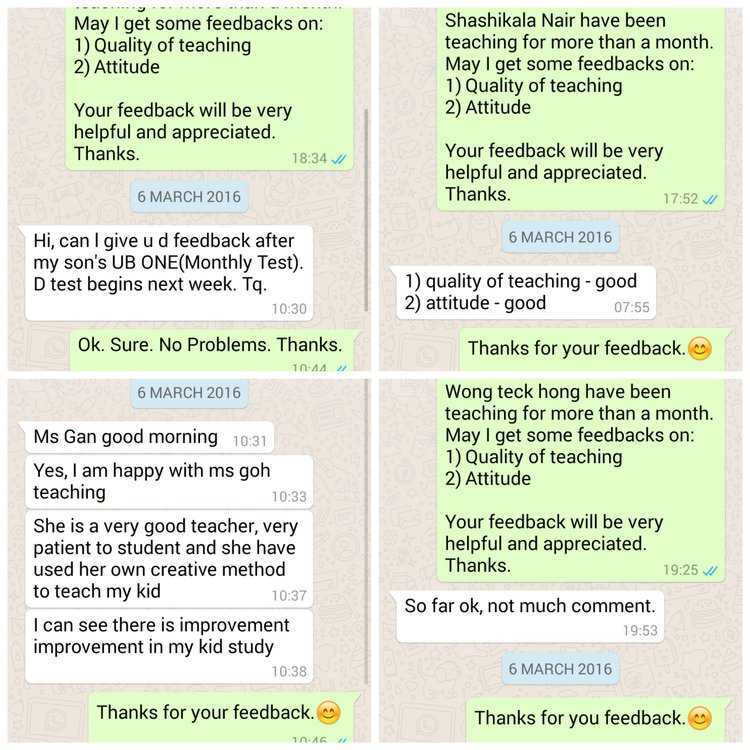 May I get some feedbacks on:
1) Quality of teaching
2) Attitude
Your feedback will be very
helpful and appreciated.
Thanks.
18:34
6 MARCH 2016
Hi, can I give u d feedback after
my son's UB ONE(Monthly Test).
D test begins next week. Tq.
10:30
Ok. Sure. No Problems. Thanks.
10:44
Shashikala Nair have been
teaching for more than a month.
May I get some feedbacks on:
1) Quality of teaching
2) Attitude
Your feedback will be very
helpful and appreciated.
Thanks.
17:52
6 MARCH 2016
1) quality of teaching - good
2) attitude - good
07:55
Thanks for your feedback.😊
6 MARCH 2016
Ms Gan good morning
10:31
Yes, I am happy with ms goh
teaching
10:33
She is a very good teacher, very
patient to student and she have
used her own creative method
to teach my kid
10:37
I can see there is improvement
improvement in my kid study
10:38
Thanks for your feedback.😊
10:46
Wong teck hong have been
teaching for more than a month.
May I get some feedbacks on:
1) Quality of teaching
2) Attitude
Your feedback will be very
helpful and appreciated.
Thanks.
19:25
So far ok, not much comment.
19:53
6 MARCH 2016
Thanks for you feedback.😊